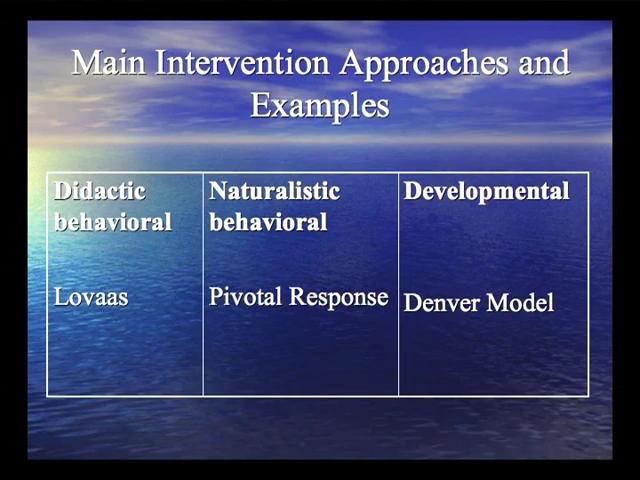 Main Intervention Approaches and
Examples
Didactic
behavioral
Naturalistic
behavioral
Developmental
Lovaas
Pivotal Response
Denver Model